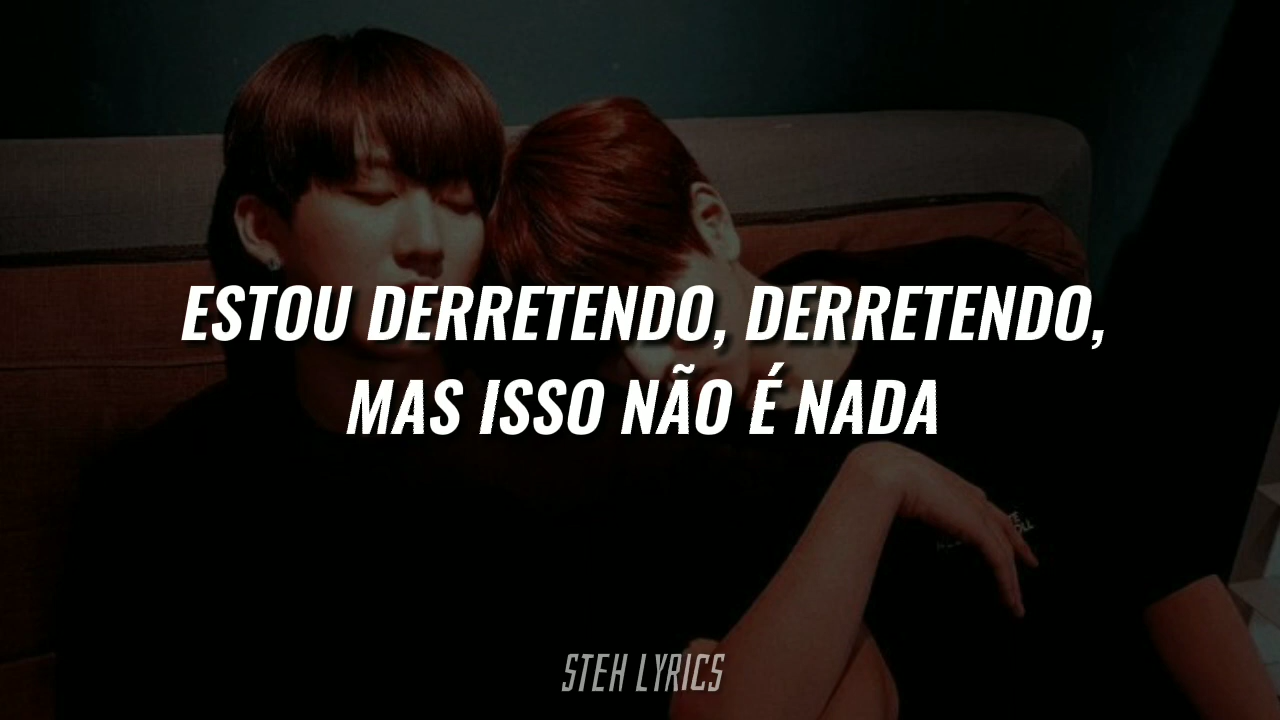 ESTOU DERRETENDO, DERRETENDO,
MAS ISSO NÃO É NADA
STEH LYRICS